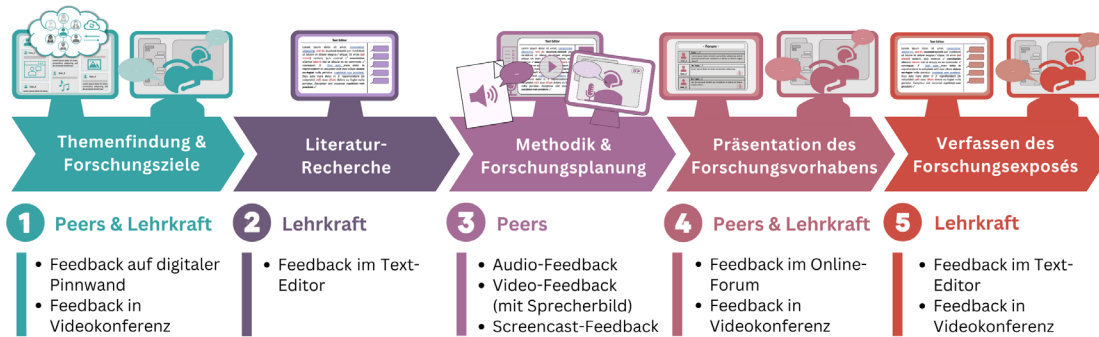 Text Editor
Text Editor
- Forum -
Text Editor
Themenfindung &
Forschungsziele
Literatur-
Recherche
Methodik &
Forschungsplanung
Präsentation des
Forschungsvorhabens
Verfassen des
Forschungsexposés
1 Peers & Lehrkraft
• Feedback auf digitaler
Pinnwand
• Feedback in
Videokonferenz
2 Lehrkraft
• Feedback im Text-
Editor
3 Peers
• Audio-Feedback
• Video-Feedback
(mit Sprecherbild)
• Screencast-Feedback
4 Peers & Lehrkraft
• Feedback im Online-
Forum
• Feedback in
Videokonferenz
5 Lehrkraft
• Feedback im Text-
Editor
• Feedback in
Videokonferenz